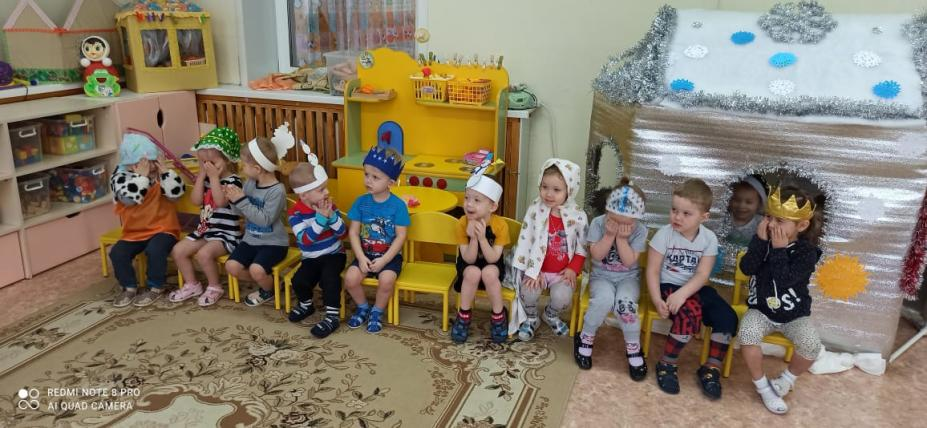 REDMI NOTE 8 PRO
AI QUAD CAMERA